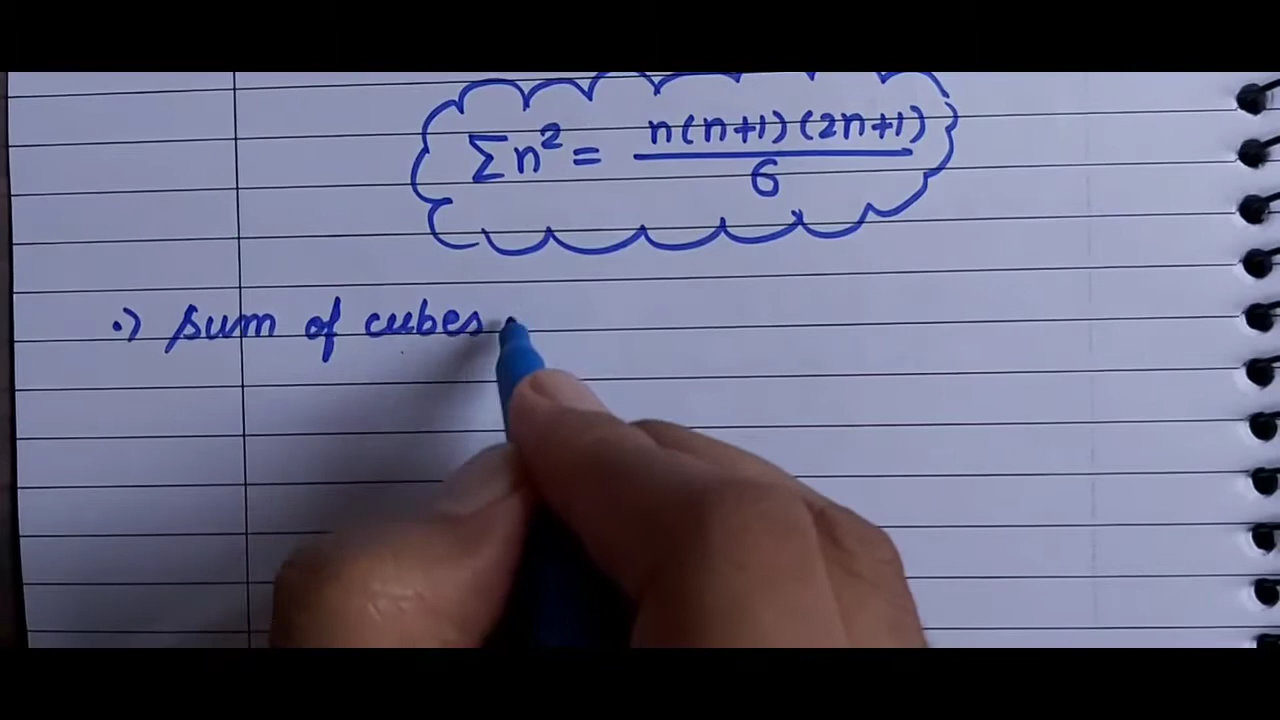 Σn² = n(n+1)(2n+1)/6
•) sum of cubes